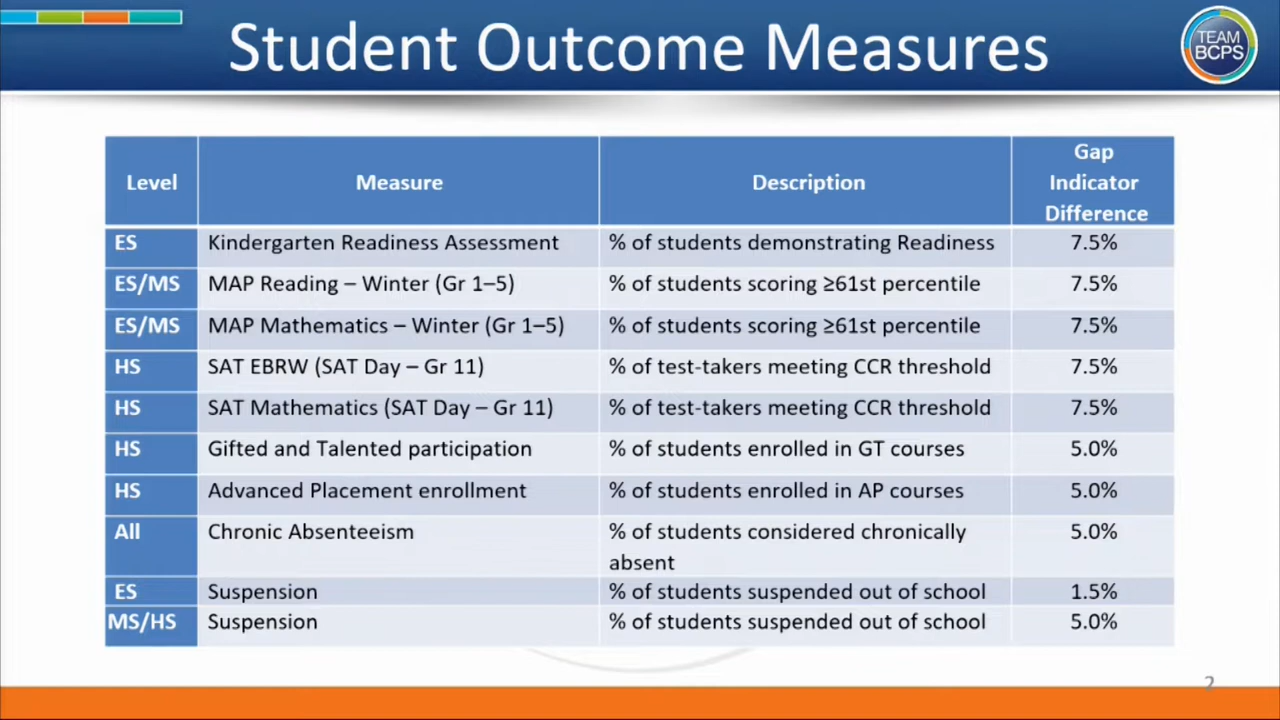 Student Outcome Measures
TEAM
BCPS
Level Measure Description Gap
Indicator
Difference
ES Kindergarten Readiness Assessment % of students demonstrating Readiness 7.5%
ES/MS MAP Reading – Winter (Gr 1–5) % of students scoring ≥61st percentile 7.5%
ES/MS MAP Mathematics – Winter (Gr 1–5) % of students scoring ≥61st percentile 7.5%
HS SAT EBRW (SAT Day – Gr 11) % of test-takers meeting CCR threshold 7.5%
HS SAT Mathematics (SAT Day – Gr 11) % of test-takers meeting CCR threshold 7.5%
HS Gifted and Talented participation % of students enrolled in GT courses 5.0%
HS Advanced Placement enrollment % of students enrolled in AP courses 5.0%
All Chronic Absenteeism % of students considered chronically 5.0%
absent
ES Suspension % of students suspended out of school 1.5%
MS/HS Suspension % of students suspended out of school 5.0%
2